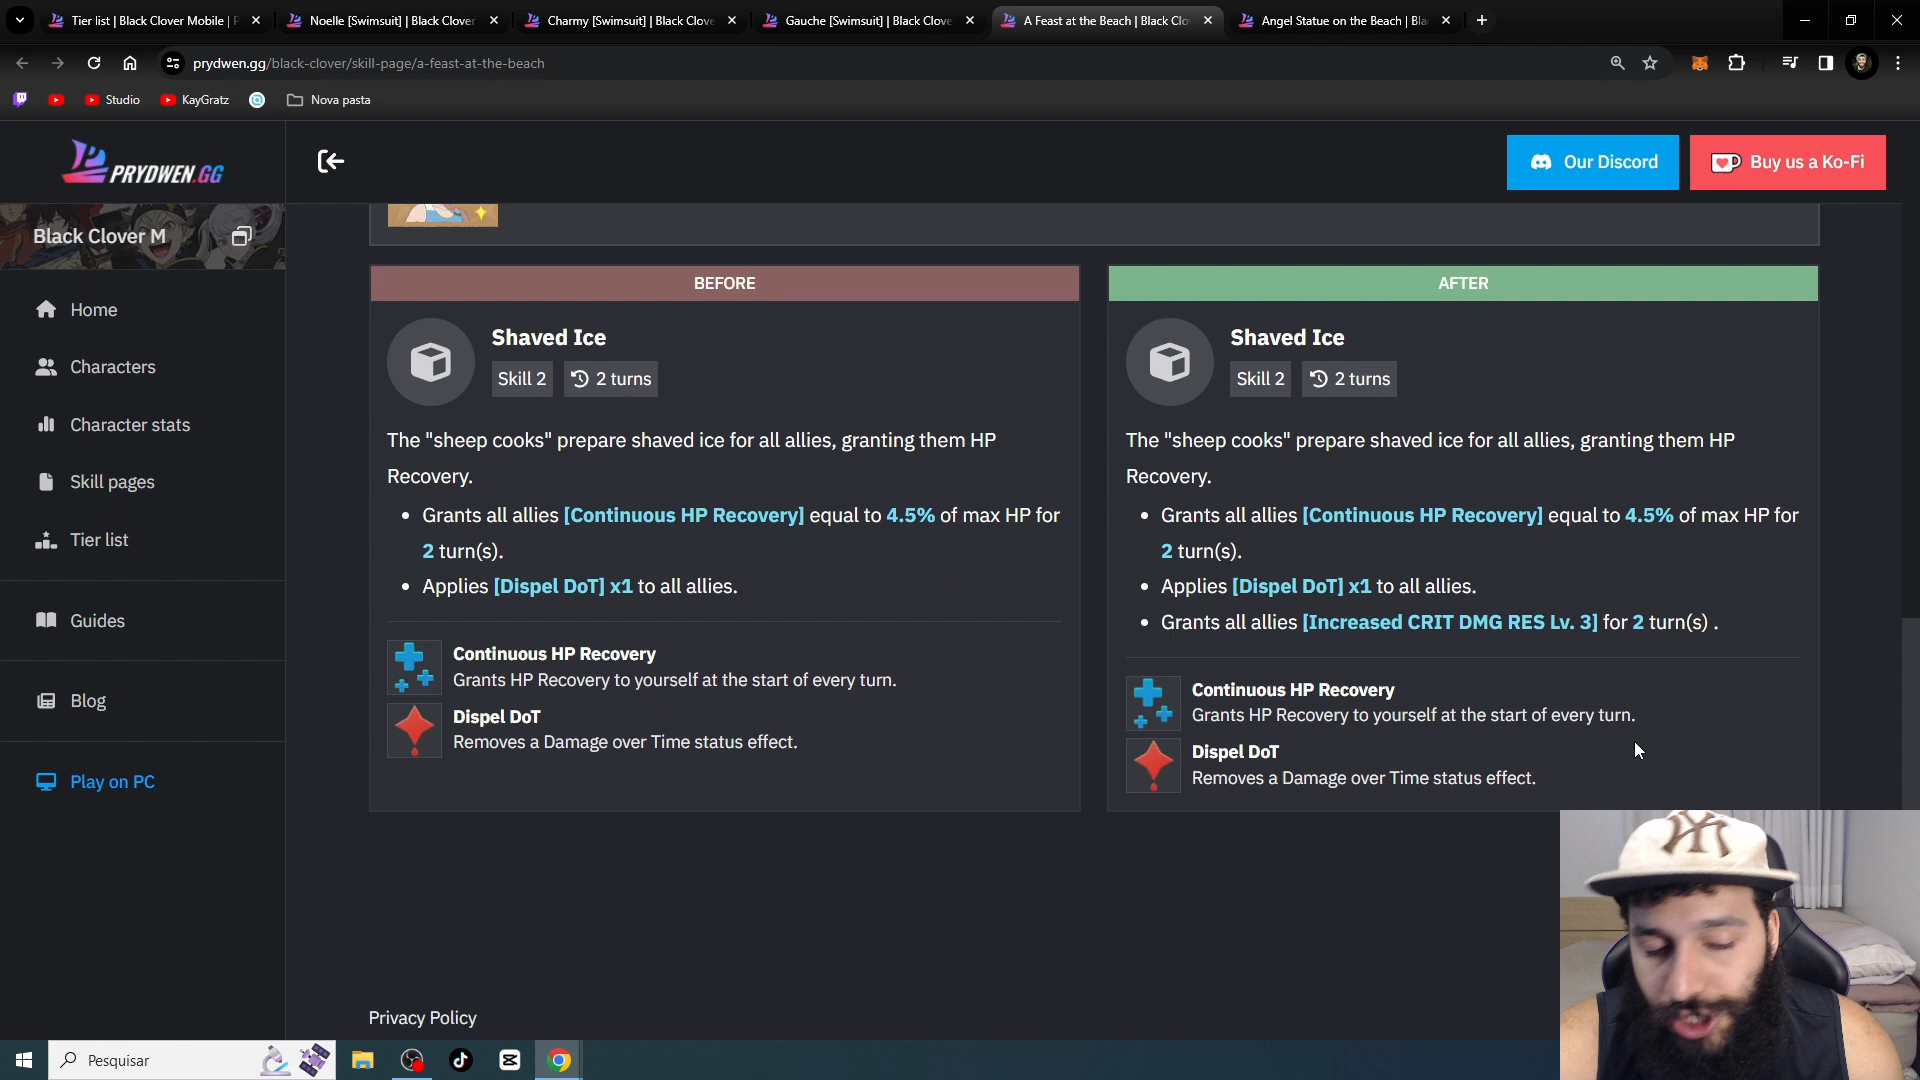 Tier list | Black Clover Mobile | P
Noelle [Swimsuit] | Black Clover
Charmy [Swimsuit] | Black Clove
Gauche [Swimsuit] | Black Clove
A Feast at the Beach | Black Clo
Angel Statue on the Beach | Bla
prydwen.gg/black-clover/skill-page/a-feast-at-the-beach
Studio
KayGratz
Nova pasta
PRYDWEN.GG
Our Discord
Buy us a Ko-Fi
Black Clover M
Home
Characters
Character stats
Skill pages
Tier list
Guides
Blog
Play on PC
BEFORE
Shaved Ice
Skill 2
2 turns
The "sheep cooks" prepare shaved ice for all allies, granting them HP
Recovery.
Grants all allies [Continuous HP Recovery] equal to 4.5% of max HP for
2 turn(s).
Applies [Dispel DoT] x1 to all allies.
Continuous HP Recovery
Grants HP Recovery to yourself at the start of every turn.
Dispel DoT
Removes a Damage over Time status effect.
AFTER
Shaved Ice
Skill 2
2 turns
The "sheep cooks" prepare shaved ice for all allies, granting them HP
Recovery.
Grants all allies [Continuous HP Recovery] equal to 4.5% of max HP for
2 turn(s).
Applies [Dispel DoT] x1 to all allies.
Grants all allies [Increased CRIT DMG RES Lv. 3] for 2 turn(s) .
Continuous HP Recovery
Grants HP Recovery to yourself at the start of every turn.
Dispel DoT
Removes a Damage over Time status effect.
Privacy Policy
Pesquisar